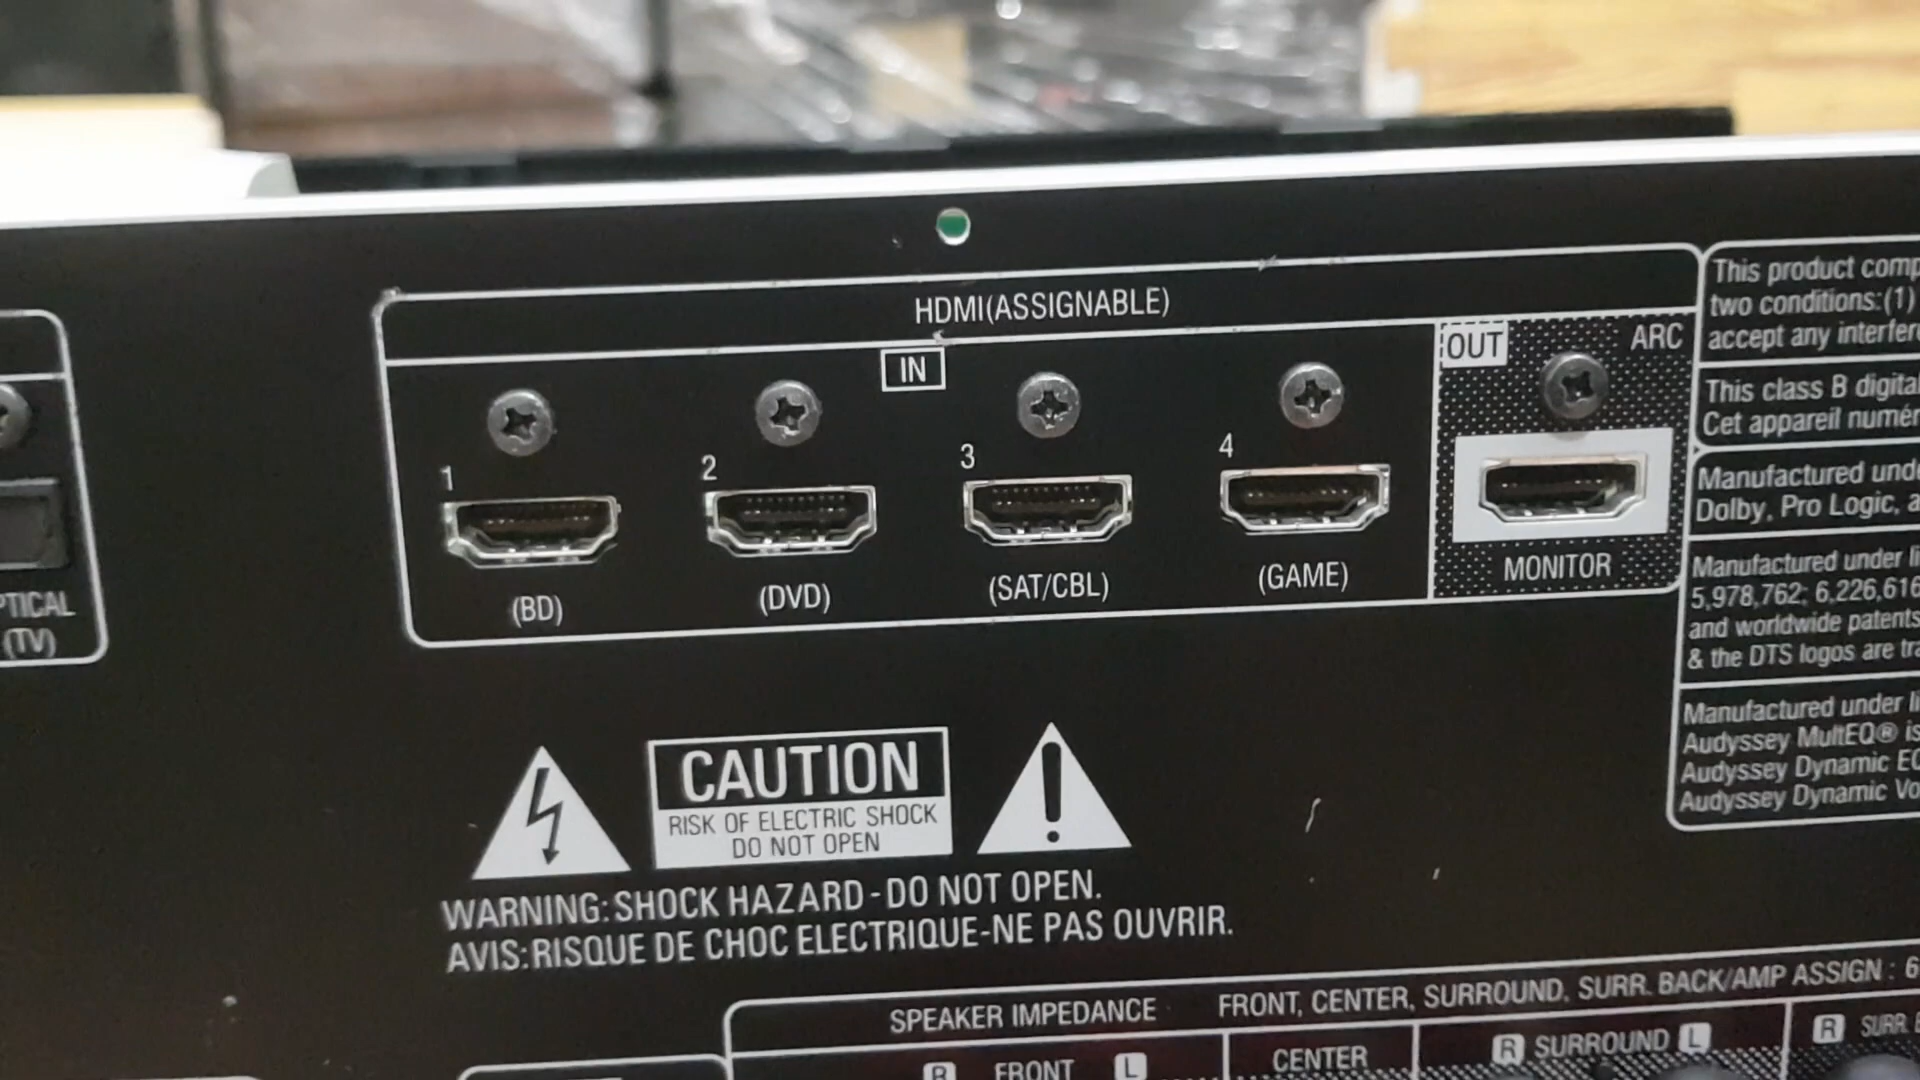 HDMI(ASSIGNABLE)
IN
OUT
ARC
1
2
3
4
(BD)
(DVD)
(SAT/CBL)
(GAME)
MONITOR
PTICAL
(TV)
This product comp
two conditions:(1)
accept any interfere
This class B digital
Cet appareil numér
Manufactured unde
Dolby, Pro Logic, a
Manufactured under li
5,978,762; 6,226,616
and worldwide patents
& the DTS logos are tra
Manufactured under li
Audyssey MultEQ® is
Audyssey Dynamic EQ
Audyssey Dynamic Vo
CAUTION
RISK OF ELECTRIC SHOCK
DO NOT OPEN
WARNING:SHOCK HAZARD-DO NOT OPEN.
AVIS:RISQUE DE CHOC ELECTRIQUE-NE PAS OUVRIR.
SPEAKER IMPEDANCE FRONT, CENTER, SURROUND, SURR. BACK/AMP ASSIGN : 6
R FRONT L
CENTER
R SURROUND L
R SURR.